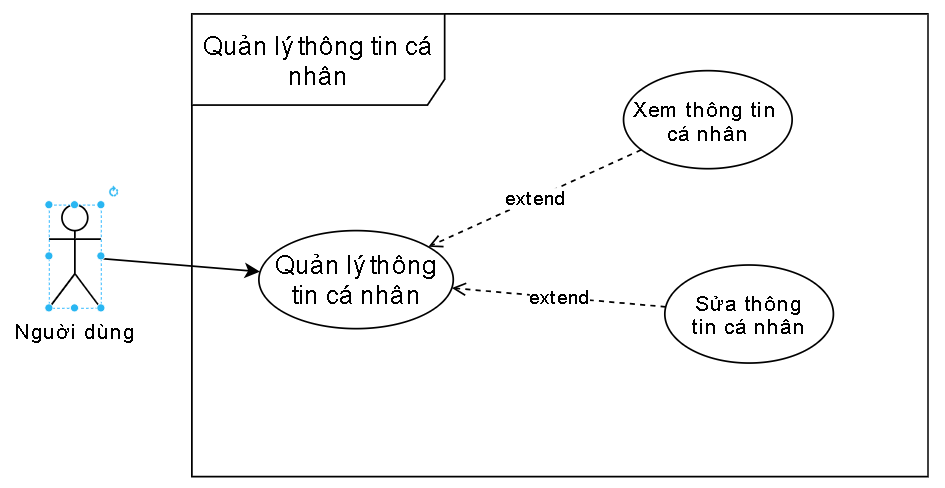 Quản lý thông tin cá
nhân
Xem thông tin
cá nhân
extend
Quản lý thông
tin cá nhân
extend
Sửa thông
tin cá nhân
Người dùng